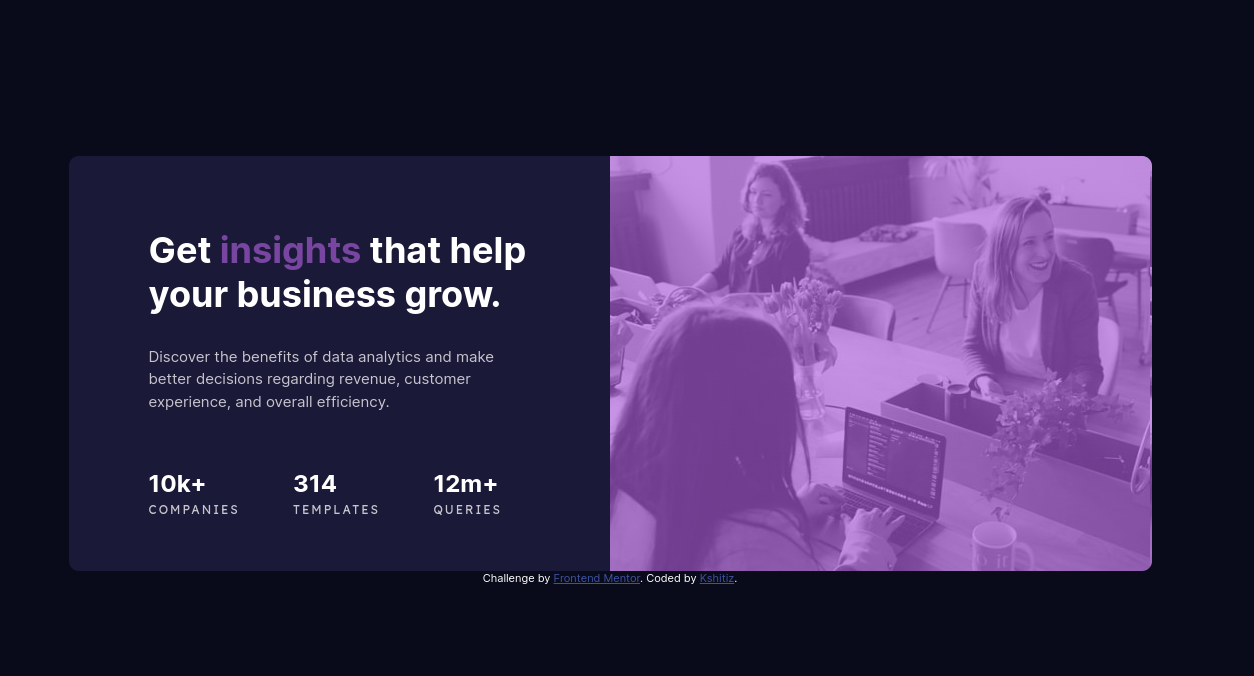 Get insights that help
your business grow.
Discover the benefits of data analytics and make
better decisions regarding revenue, customer
experience, and overall efficiency.
10k+ 314 12m+
COMPANIES TEMPLATES QUERIES
Challenge by Frontend Mentor. Coded by Kshitiz.